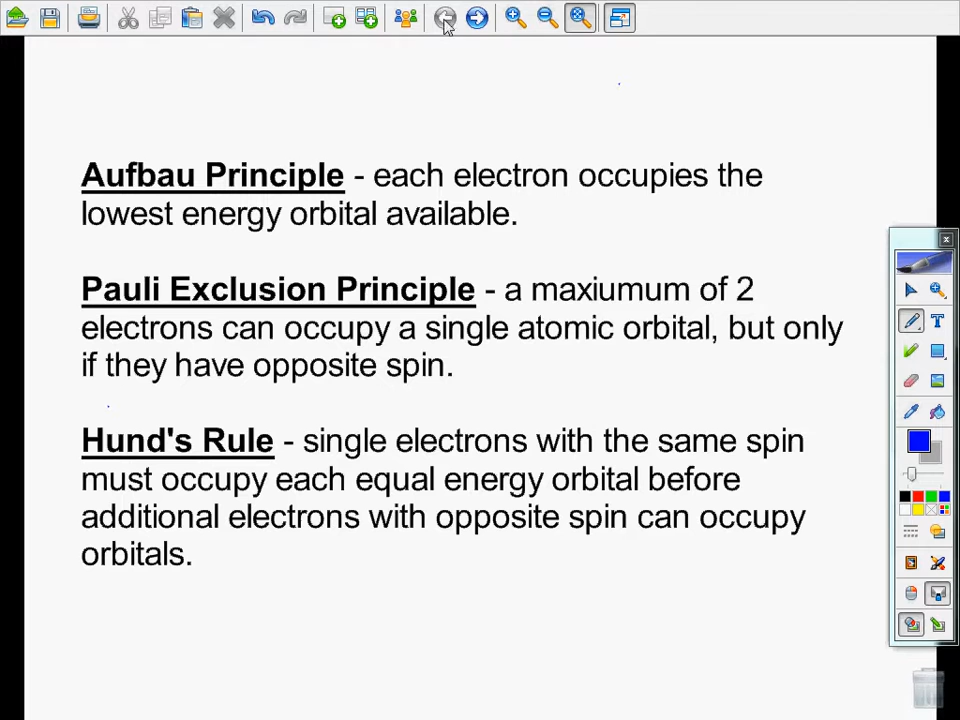 Aufbau Principle - each electron occupies the
lowest energy orbital available.
Pauli Exclusion Principle - a maxiumum of 2
electrons can occupy a single atomic orbital, but only
if they have opposite spin.
Hund's Rule - single electrons with the same spin
must occupy each equal energy orbital before
additional electrons with opposite spin can occupy
orbitals.